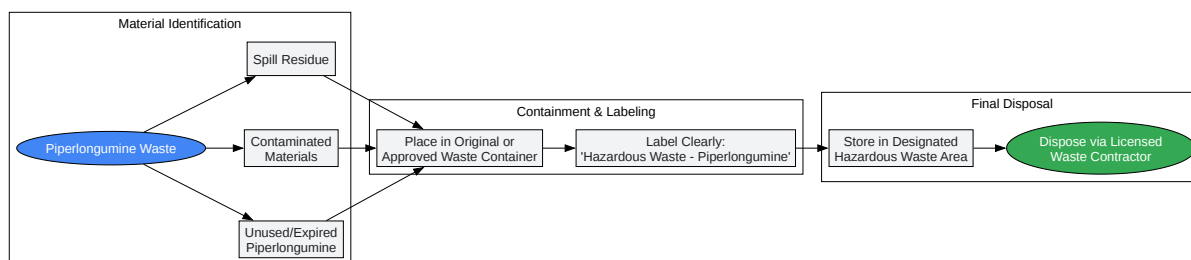 Material Identification
Spill Residue
Piperlongumine Waste
Contaminated
Materials
Unused/Expired
Piperlongumine
Containment & Labeling
Place in Original or
Approved Waste Container
Label Clearly:
'Hazardous Waste - Piperlongumine'
Final Disposal
Store in Designated
Hazardous Waste Area
Dispose via Licensed
Waste Contractor